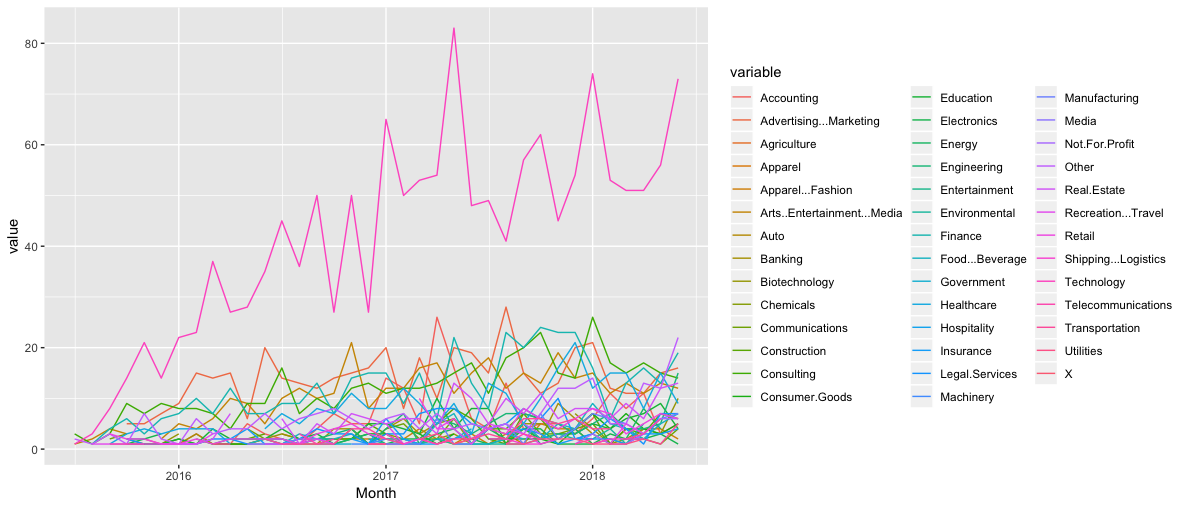 80
60
40
20
0
value
2016
2017
2018
Month
variable
Accounting
Advertising...Marketing
Agriculture
Apparel
Apparel...Fashion
Arts..Entertainment...Media
Auto
Banking
Biotechnology
Chemicals
Communications
Construction
Consulting
Consumer.Goods
Education
Electronics
Energy
Engineering
Entertainment
Environmental
Finance
Food...Beverage
Government
Healthcare
Hospitality
Insurance
Legal.Services
Machinery
Manufacturing
Media
Not.For.Profit
Other
Real.Estate
Recreation...Travel
Retail
Shipping...Logistics
Technology
Telecommunications
Transportation
Utilities
X